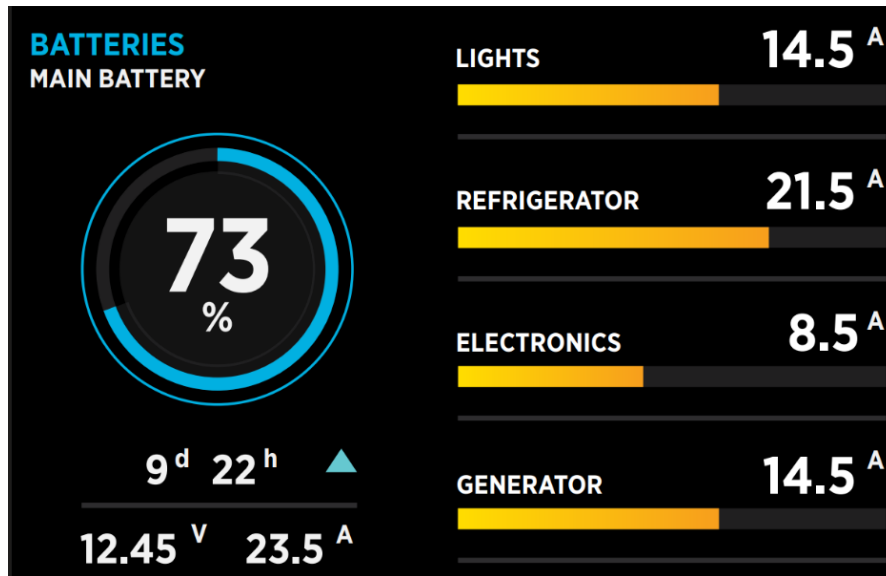 BATTERIES
MAIN BATTERY
73
%
9 d 22 h
12.45 V 23.5 A
LIGHTS 14.5 A
REFRIGERATOR 21.5 A
ELECTRONICS 8.5 A
GENERATOR 14.5 A